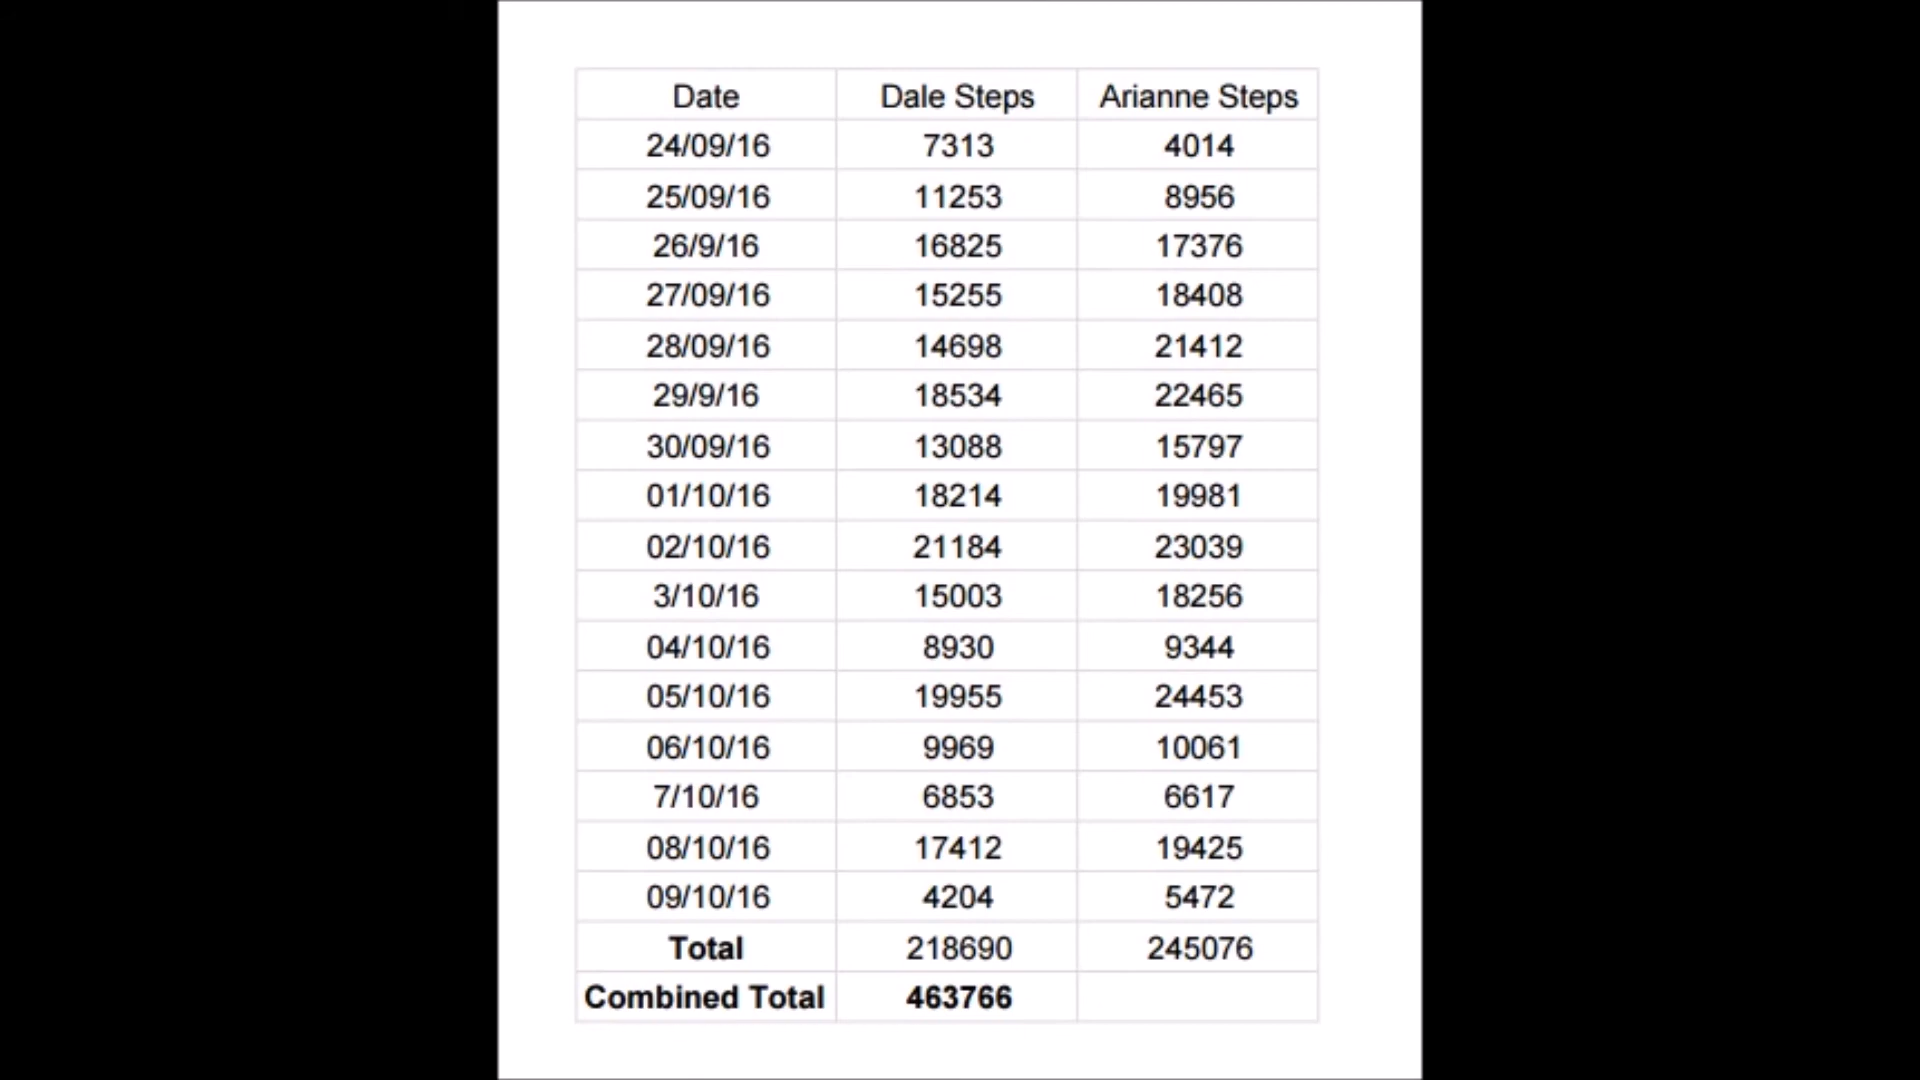 Date Dale Steps Arianne Steps
24/09/16 7313 4014
25/09/16 11253 8956
26/9/16 16825 17376
27/09/16 15255 18408
28/09/16 14698 21412
29/9/16 18534 22465
30/09/16 13088 15797
01/10/16 18214 19981
02/10/16 21184 23039
3/10/16 15003 18256
04/10/16 8930 9344
05/10/16 19955 24453
06/10/16 9969 10061
7/10/16 6853 6617
08/10/16 17412 19425
09/10/16 4204 5472
Total 218690 245076
Combined Total 463766